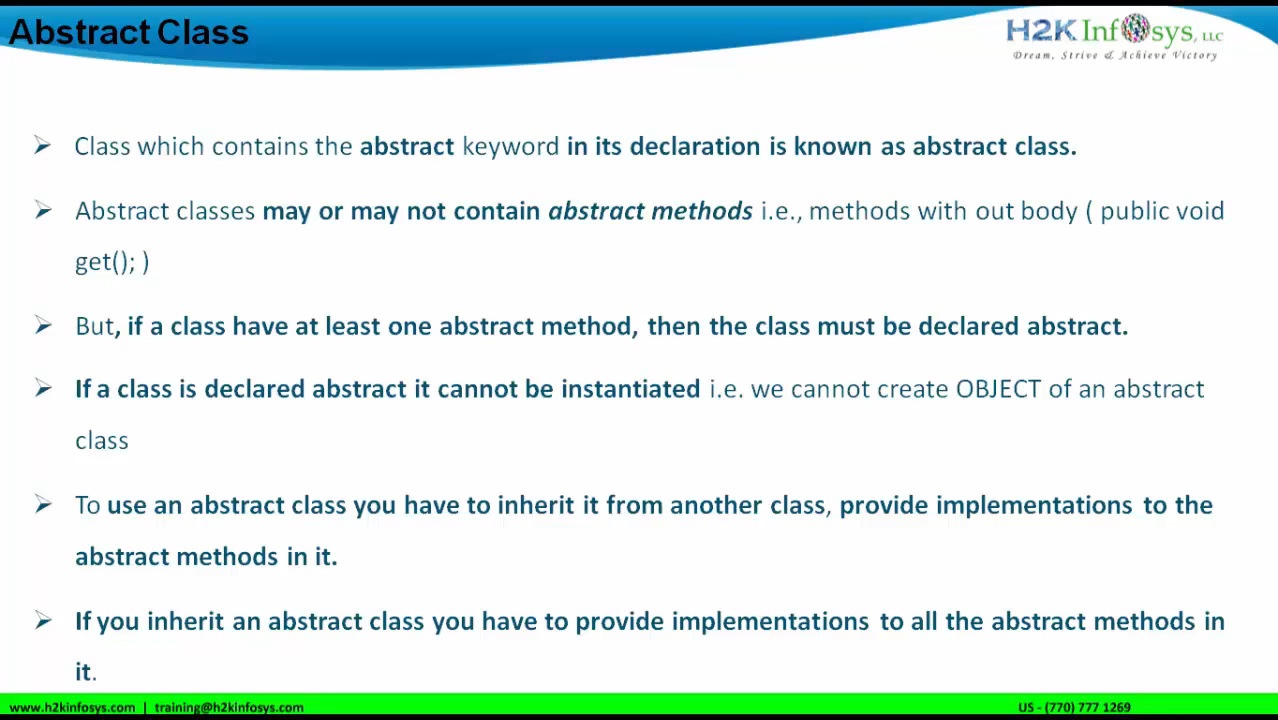 Abstract Class
H2K Infosys, LLC
Dream, Strive & Achieve Victory
Class which contains the abstract keyword in its declaration is known as abstract class.
Abstract classes may or may not contain abstract methods i.e., methods with out body ( public void
get(); )
But, if a class have at least one abstract method, then the class must be declared abstract.
If a class is declared abstract it cannot be instantiated i.e. we cannot create OBJECT of an abstract
class
To use an abstract class you have to inherit it from another class, provide implementations to the
abstract methods in it.
If you inherit an abstract class you have to provide implementations to all the abstract methods in
it.
www.h2kinfosys.com | training@h2kinfosys.com US - (770) 777 1269